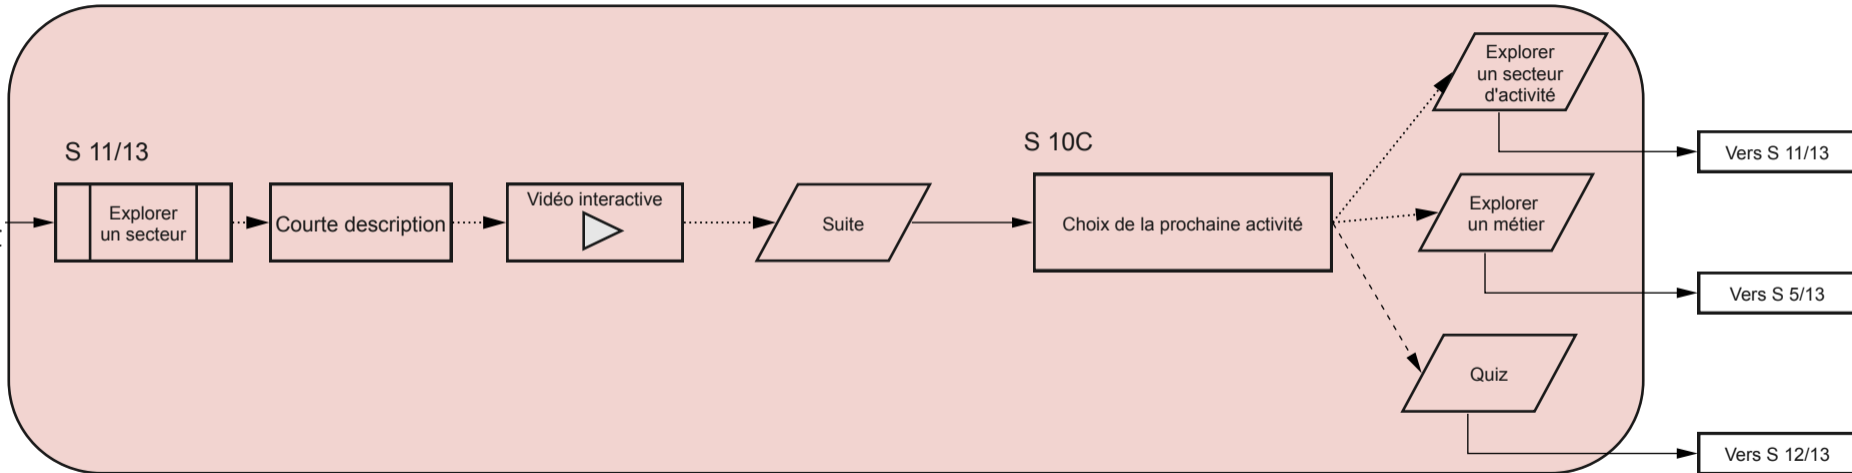 S 11/13
Explorer
un secteur
Courte description
Vidéo interactive
Suite
S 10C
Choix de la prochaine activité
Explorer
un secteur
d'activité
Vers S 11/13
Explorer
un métier
Vers S 5/13
Quiz
Vers S 12/13